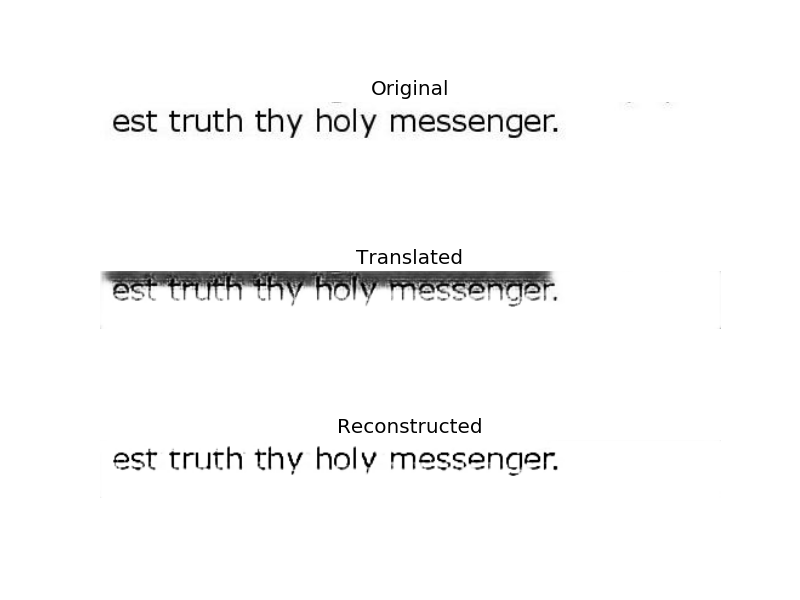 Original
est truth thy holy messenger.
Translated
est truth thy holy messenger.
Reconstructed
est truth thy holy messenger.